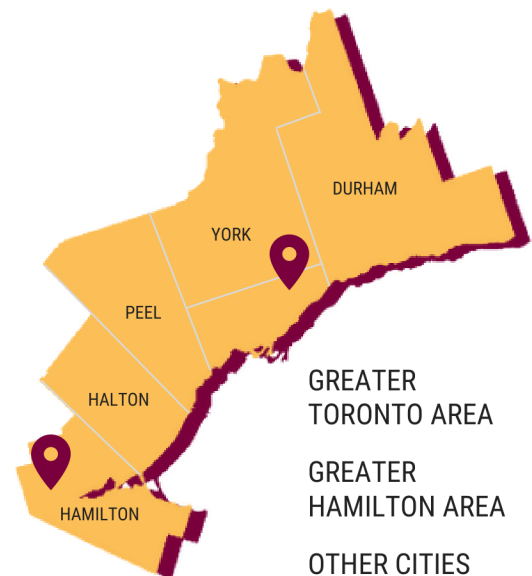 DURHAM
YORK
PEEL
HALTON
HAMILTON
GREATER
TORONTO AREA
GREATER
HAMILTON AREA
OTHER CITIES